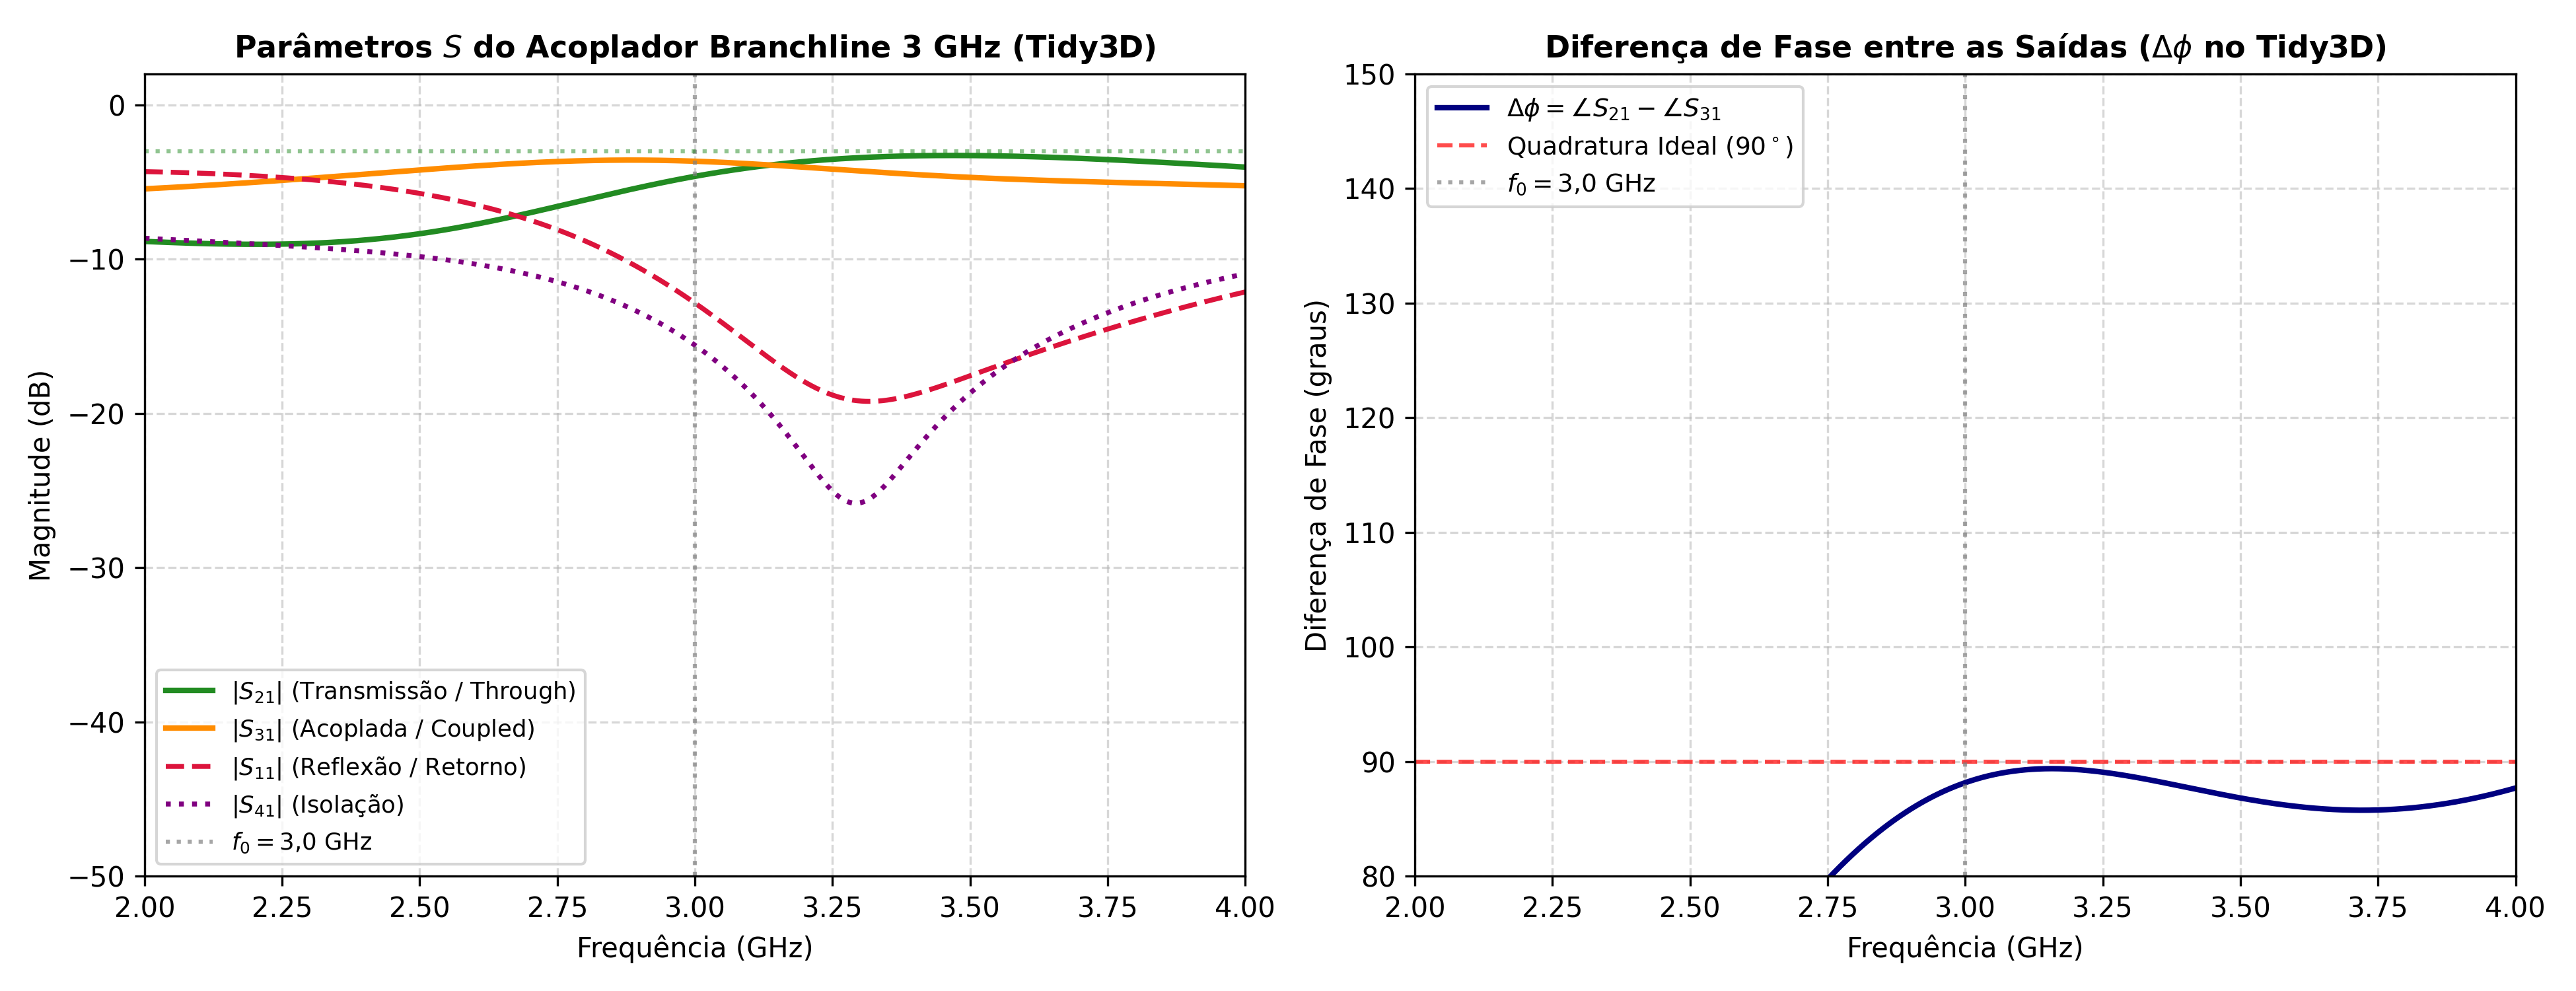 Parâmetros S do Acoplador Branchline 3 GHz (Tidy3D)
0
−10
−20
−30
−40
−50
Magnitude (dB)
|S21| (Transmissão / Through)
|S31| (Acoplada / Coupled)
|S11| (Reflexão / Retorno)
|S41| (Isolação)
f0 = 3,0 GHz
2.00 2.25 2.50 2.75 3.00 3.25 3.50 3.75 4.00
Frequência (GHz)
Diferença de Fase entre as Saídas (Δϕ no Tidy3D)
150
140
130
120
110
100
90
80
Diferença de Fase (graus)
Δϕ = ∠S21 − ∠S31
Quadratura Ideal (90°)
f0 = 3,0 GHz
2.00 2.25 2.50 2.75 3.00 3.25 3.50 3.75 4.00
Frequência (GHz)